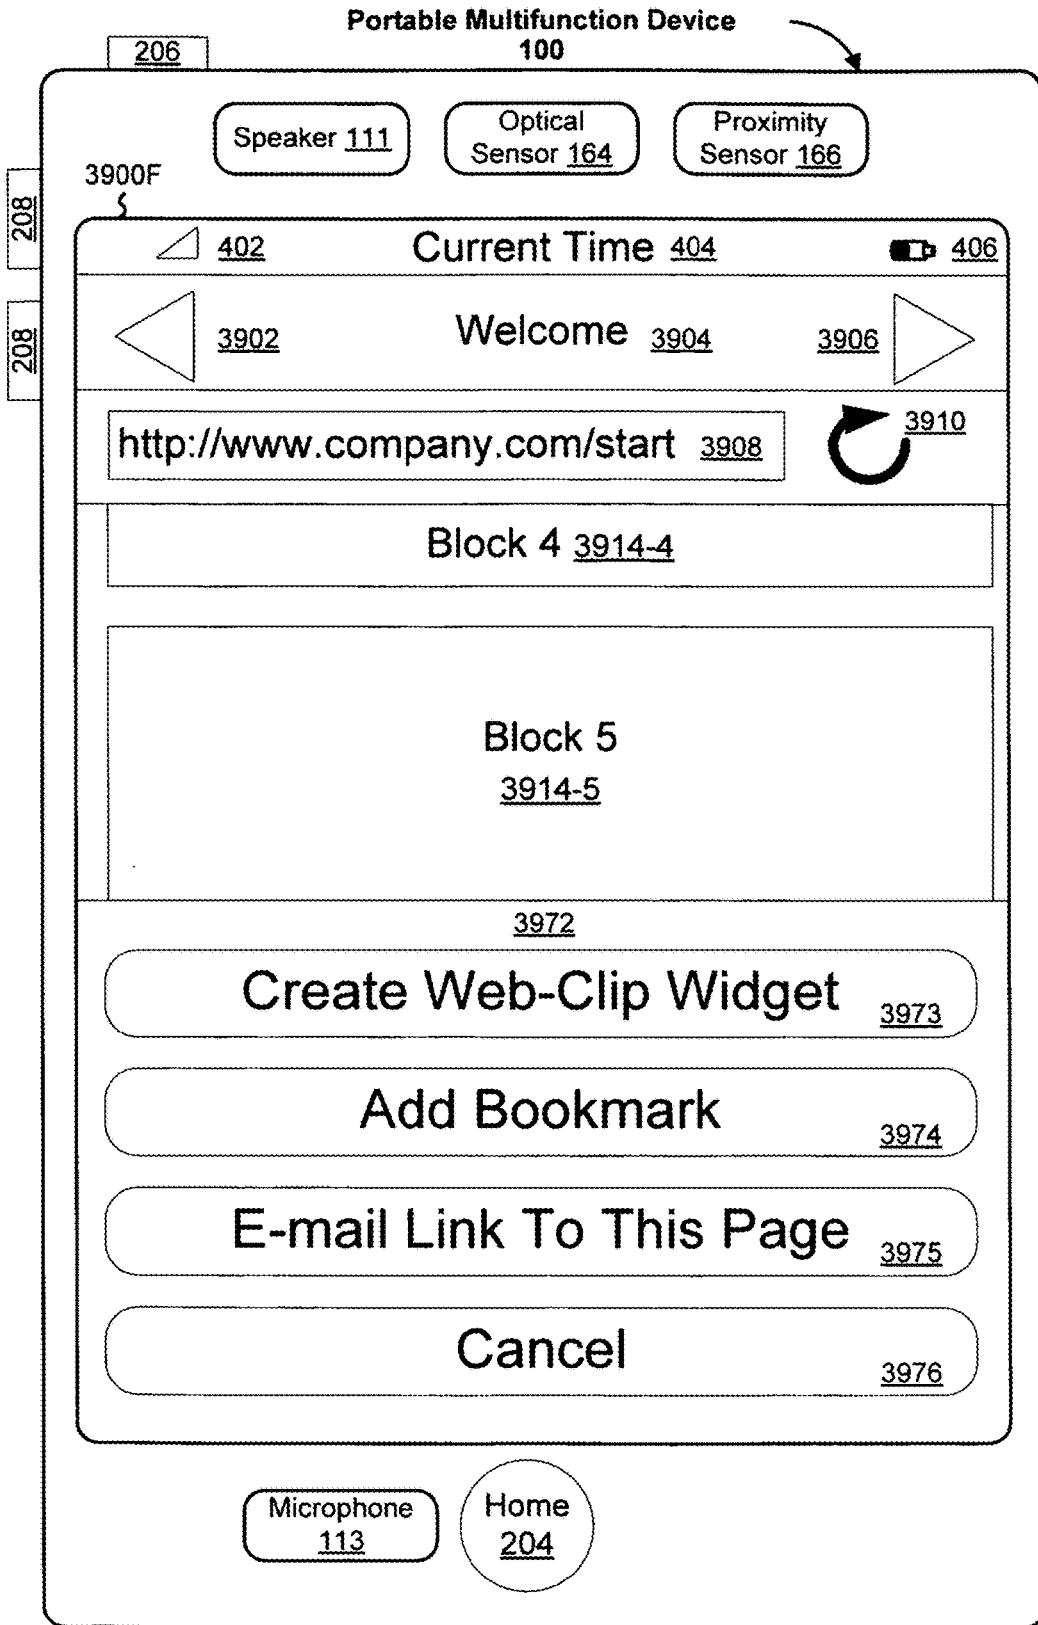 Portable Multifunction Device
100
206
Speaker 111
Optical
Sensor 164
Proximity
Sensor 166
3900F
208
208
402 Current Time 404 406
3902 Welcome 3904 3906
http://www.company.com/start 3908 3910
Block 4 3914-4
Block 5
3914-5
3972
Create Web-Clip Widget 3973
Add Bookmark 3974
E-mail Link To This Page 3975
Cancel 3976
Microphone
113
Home
204